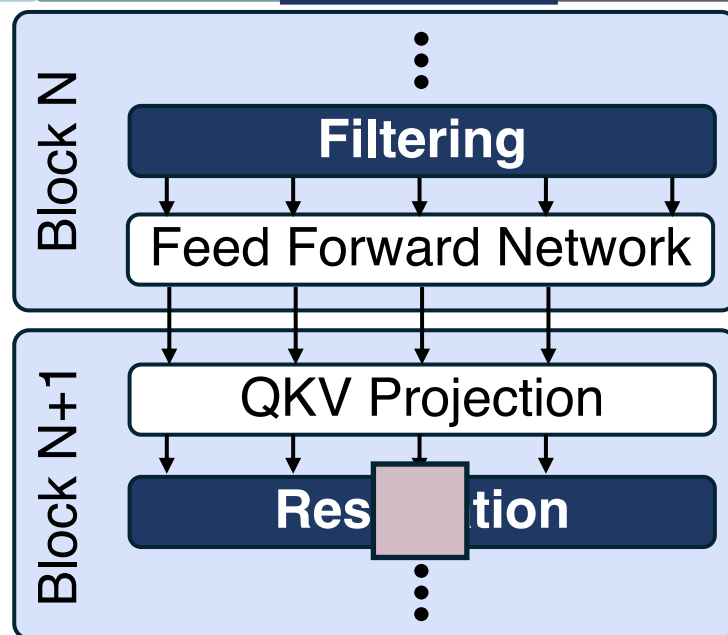 Block N
Filtering
Feed Forward Network
Block N+1
QKV Projection